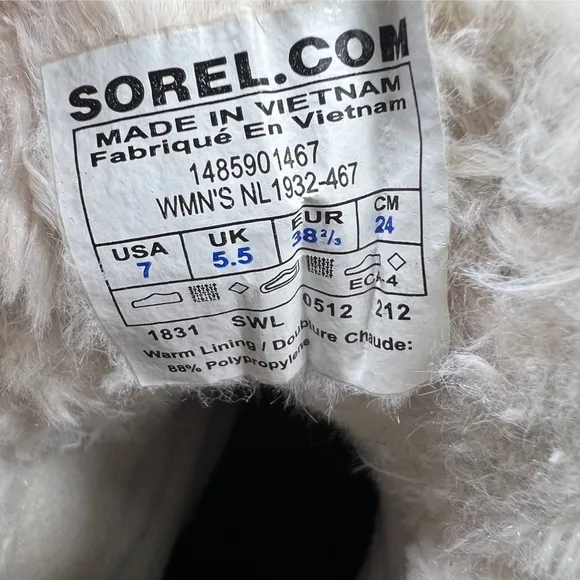 SOREL.COM
MADE IN VIETNAM
Fabriqué En Vietnam
1485901467
WMN'S NL1932-467
USA UK EUR CM
7 5.5 38 2/3 24
1831 SWL 0512 212
Warm Lining / Doublure Chaude:
88% Polypropylene